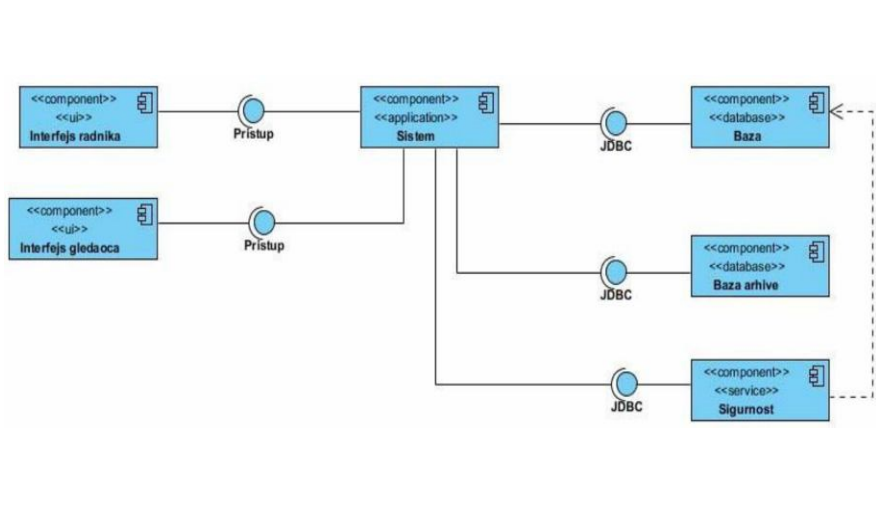 <<component>>
<<ui>>
Interfejs radnika
Pristup
<<component>>
<<application>>
Sistem
JDBC
<<component>>
<<database>>
Baza
<<component>>
<<ui>>
Interfejs gledaoca
Pristup
<<component>>
<<database>>
Baza arhive
JDBC
<<component>>
<<service>>
Sigurnost
JDBC